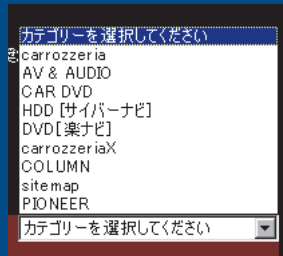 カテゴリーを選択してください
carrozzeria
AV & AUDIO
CAR DVD
HDD [サイバーナビ]
DVD[楽ナビ]
carrozzeriaX
COLUMN
sitemap
PIONEER
カテゴリーを選択してください